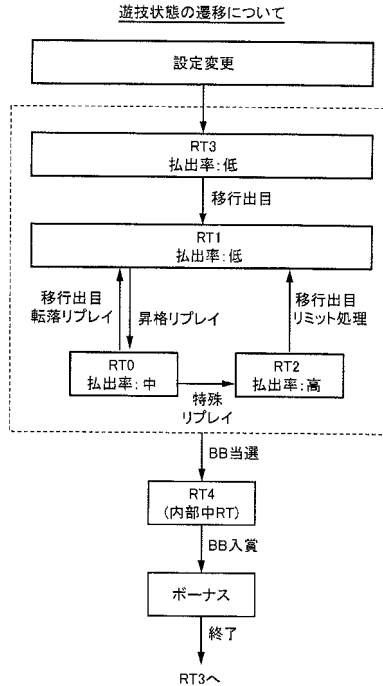 遊技状態の遷移について
設定変更
RT3
払出率:低
移行出目
RT1
払出率:低
移行出目
転落リプレイ
昇格リプレイ
移行出目
リミット処理
RT0
払出率:中
特殊
リプレイ
RT2
払出率:高
BB当選
RT4
(内部中RT)
BB入賞
ボーナス
終了
RT3へ